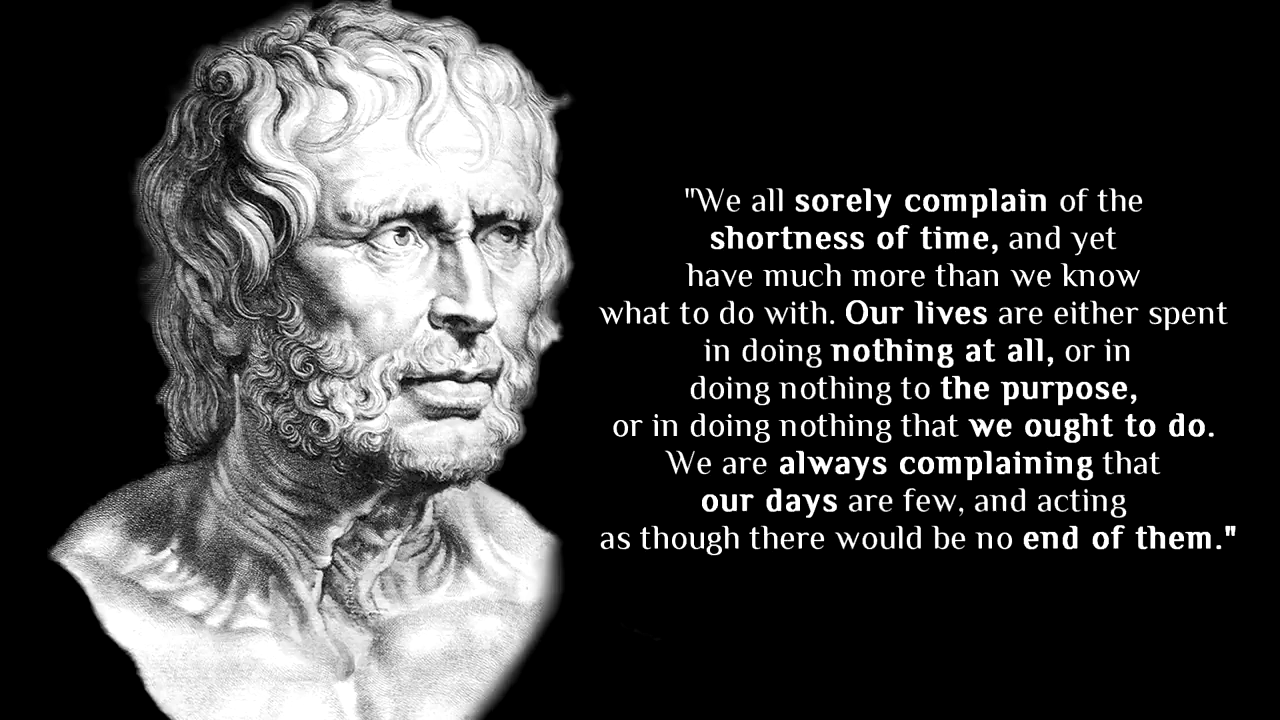 "We all sorely complain of the
shortness of time, and yet
have much more than we know
what to do with. Our lives are either spent
in doing nothing at all, or in
doing nothing to the purpose,
or in doing nothing that we ought to do.
We are always complaining that
our days are few, and acting
as though there would be no end of them."